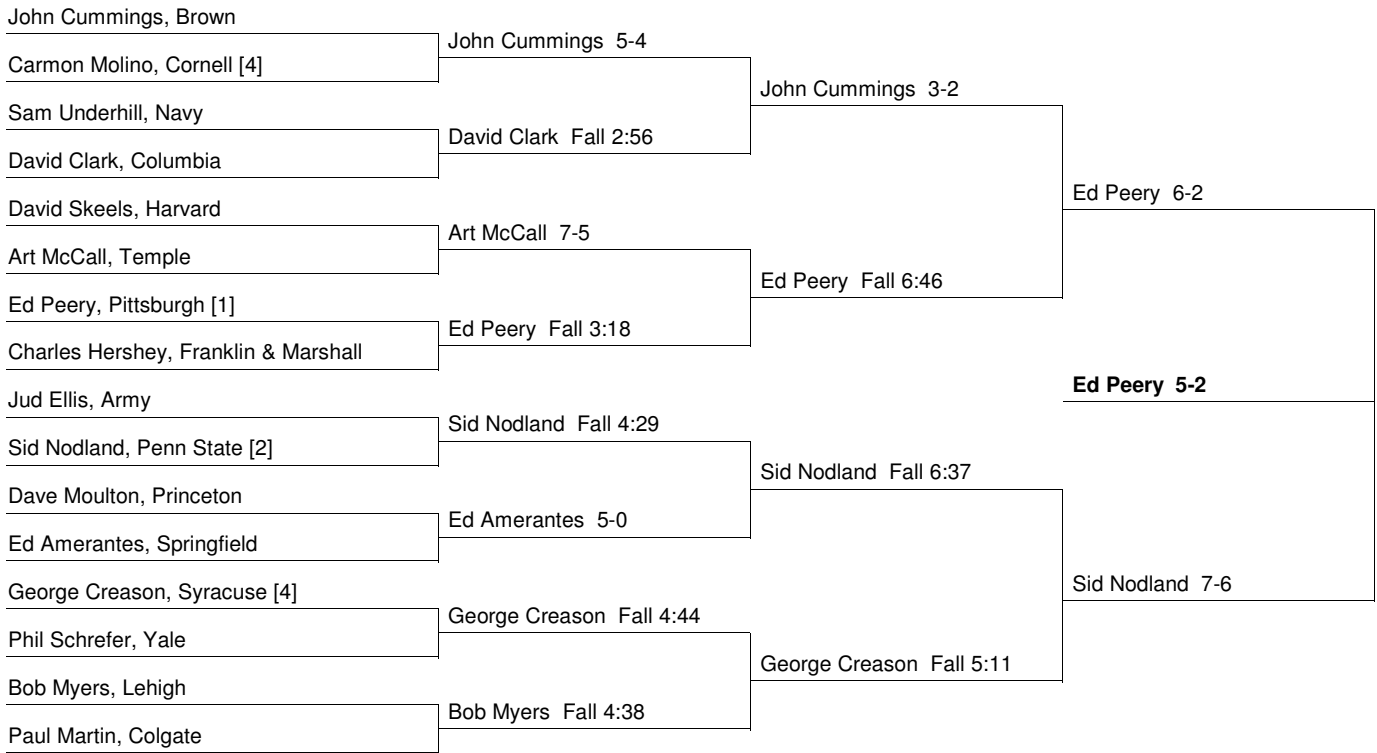 John Cummings, Brown
Carmon Molino, Cornell [4]
Sam Underhill, Navy
David Clark, Columbia
David Skeels, Harvard
Art McCall, Temple
Ed Peery, Pittsburgh [1]
Charles Hershey, Franklin & Marshall
Jud Ellis, Army
Sid Nodland, Penn State [2]
Dave Moulton, Princeton
Ed Amerantes, Springfield
George Creason, Syracuse [4]
Phil Schrefer, Yale
Bob Myers, Lehigh
Paul Martin, Colgate
John Cummings 5-4
David Clark Fall 2:56
Art McCall 7-5
Ed Peery Fall 3:18
Sid Nodland Fall 4:29
Ed Amerantes 5-0
George Creason Fall 4:44
Bob Myers Fall 4:38
John Cummings 3-2
Ed Peery Fall 6:46
Sid Nodland Fall 6:37
George Creason Fall 5:11
Ed Peery 6-2
Sid Nodland 7-6
Ed Peery 5-2